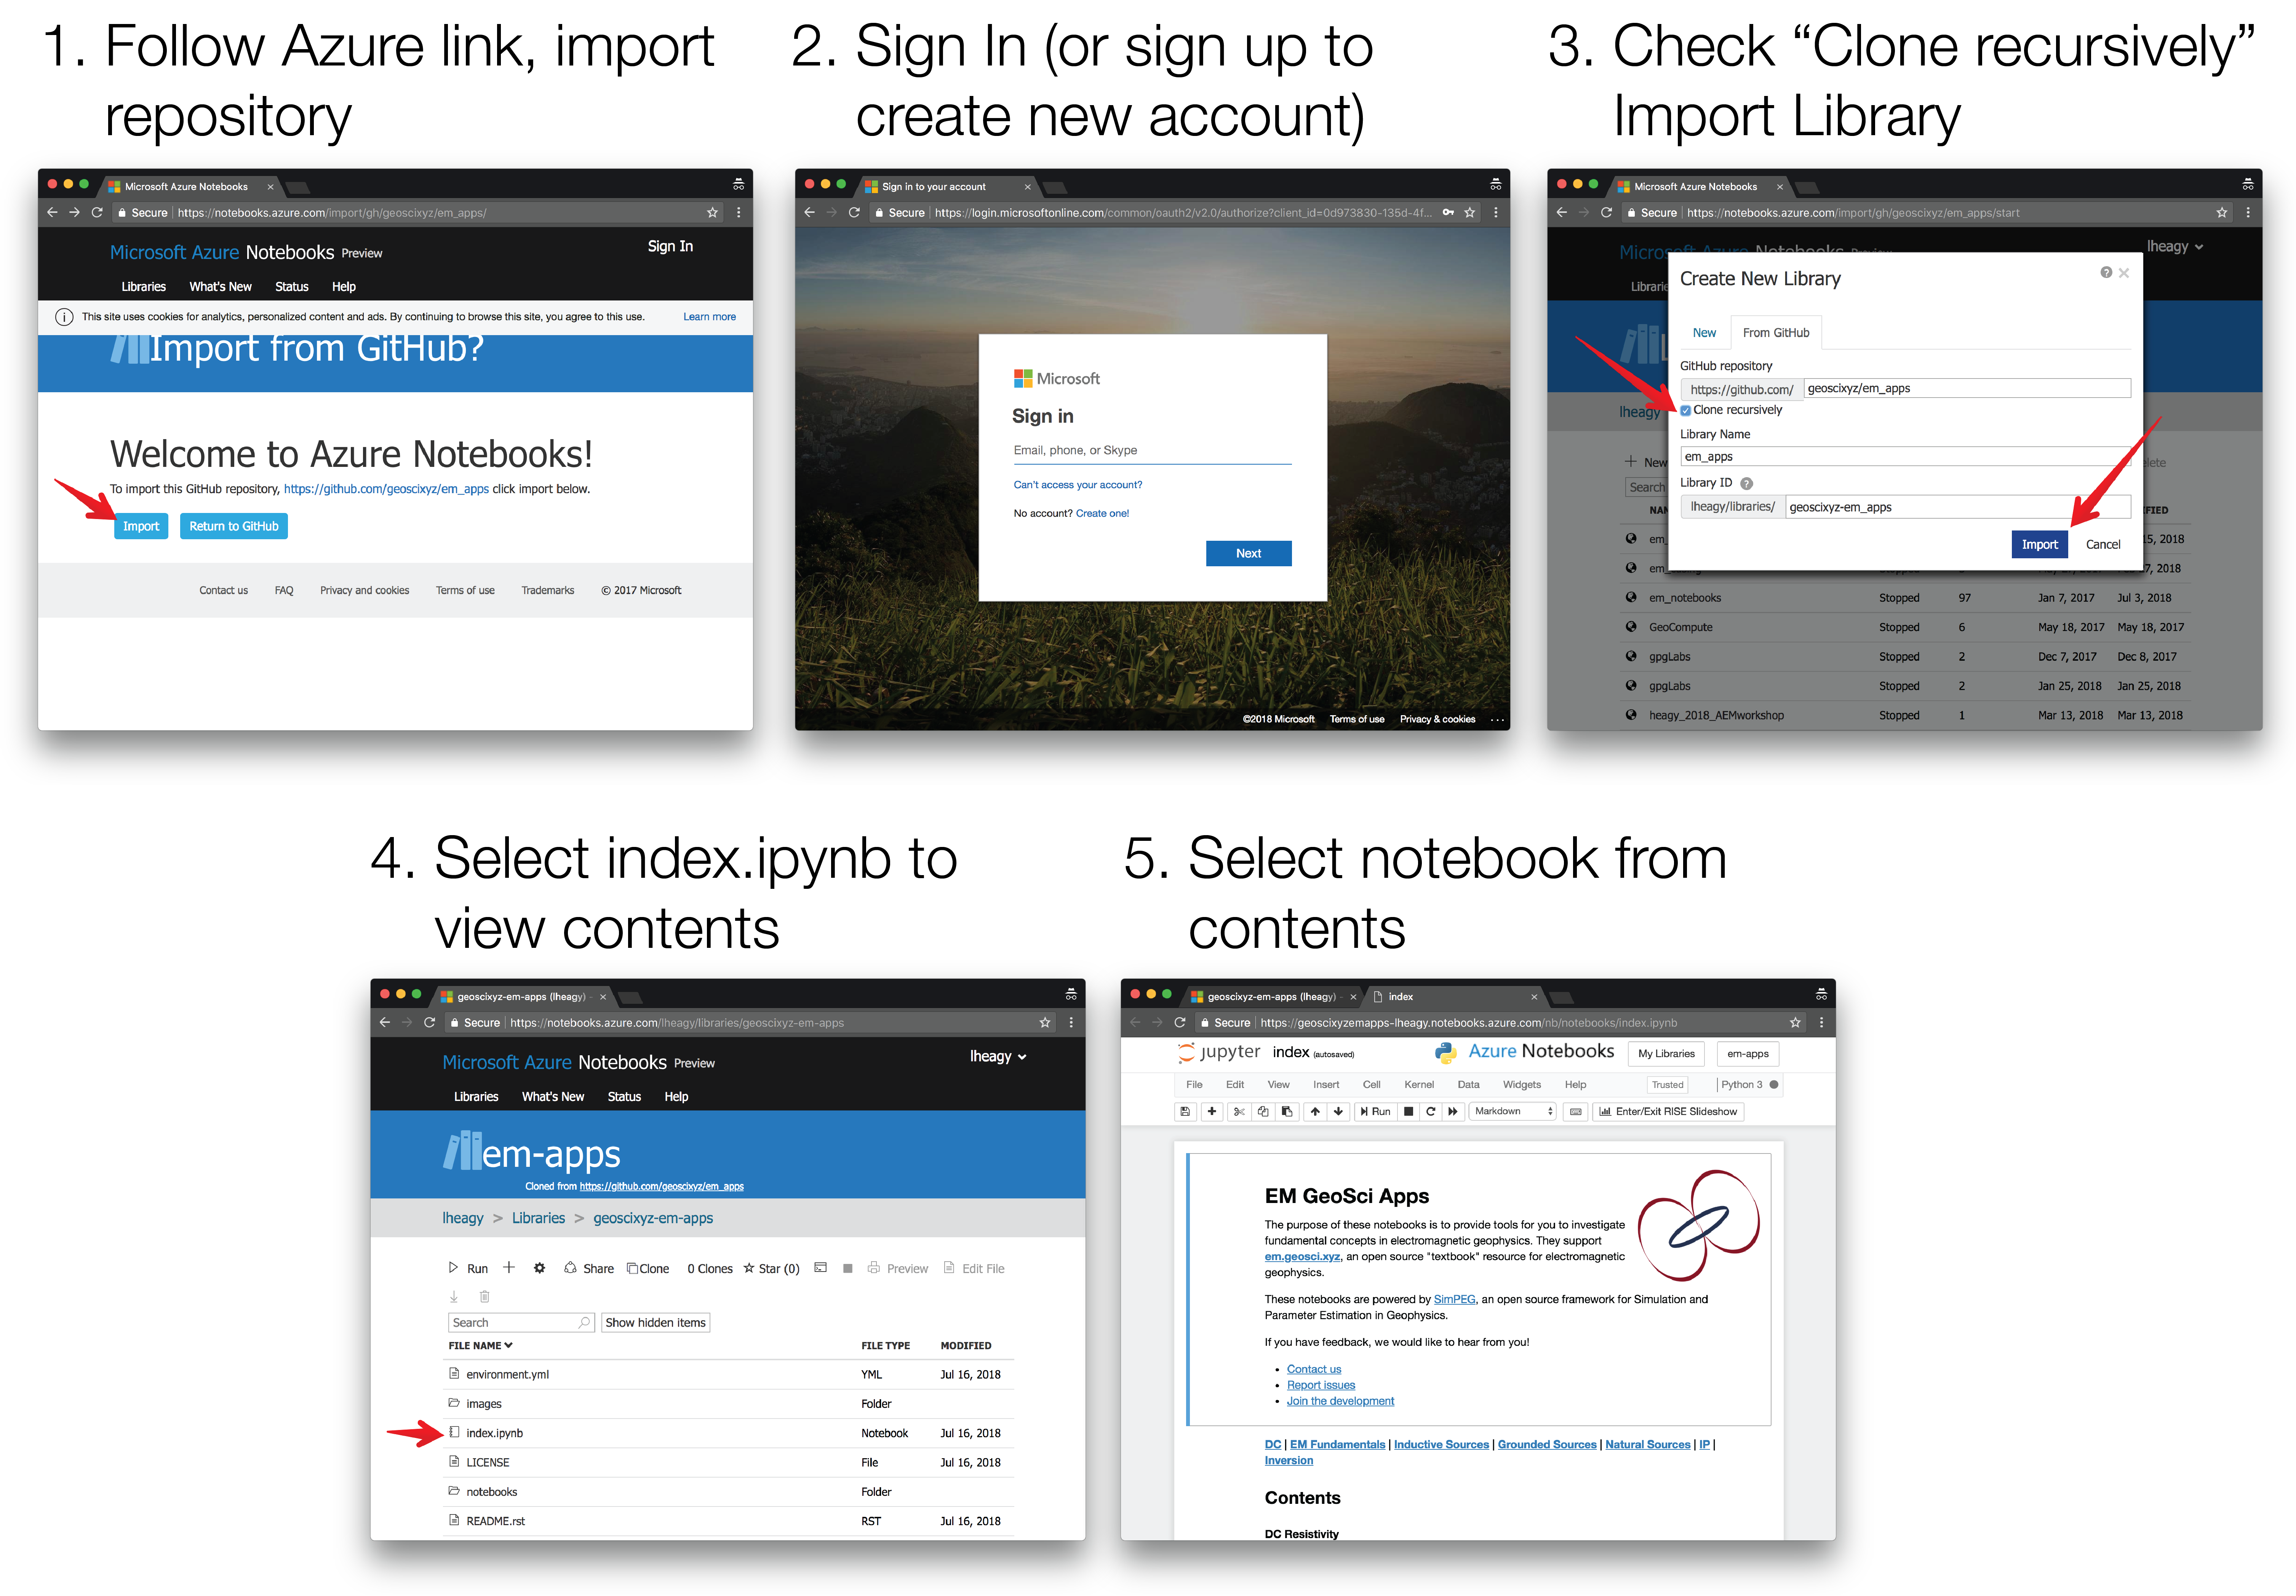 1. Follow Azure link, import
repository
2. Sign In (or sign up to
create new account)
3. Check “Clone recursively”
Import Library
Microsoft Azure Notebooks
Secure https://notebooks.azure.com/import/gh/geoscixyz/em_apps/
Microsoft Azure Notebooks Preview
Sign In
Libraries What's New Status Help
This site uses cookies for analytics, personalized content and ads. By continuing to browse this site, you agree to this use. Learn more
Import from GitHub?
Welcome to Azure Notebooks!
To import this GitHub repository, https://github.com/geoscixyz/em_apps click import below.
Import Return to GitHub
Contact us FAQ Privacy and cookies Terms of use Trademarks © 2017 Microsoft
Sign in to your account
Secure https://login.microsoftonline.com/common/oauth2/v2.0/authorize?client_id=0d973830-135d-4f...
Microsoft
Sign in
Email, phone, or Skype
Can't access your account?
No account? Create one!
Next
©2018 Microsoft Terms of use Privacy & cookies ...
Microsoft Azure Notebooks
Secure https://notebooks.azure.com/import/gh/geoscixyz/em_apps/start
Microsoft Azure Notebooks Preview
lheagy
Create New Library
New From GitHub
GitHub repository
https://github.com/ geoscixyz/em_apps
Clone recursively
lheagy
Library Name
em_apps
New
Search
Library ID
lheagy/libraries/ geoscixyz-em_apps
Import Cancel
em_notebooks Stopped 97 Jan 7, 2017 Jul 3, 2018
GeoCompute Stopped 6 May 18, 2017 May 18, 2017
gpgLabs Stopped 2 Dec 7, 2017 Dec 8, 2017
gpgLabs Stopped 2 Jan 25, 2018 Jan 25, 2018
heagy_2018_AEMworkshop Stopped 1 Mar 13, 2018 Mar 13, 2018
4. Select index.ipynb to
view contents
5. Select notebook from
contents
geoscixyz-em-apps (lheagy) -
Secure https://notebooks.azure.com/lheagy/libraries/geoscixyz-em-apps
Microsoft Azure Notebooks Preview
lheagy
Libraries What's New Status Help
em-apps
Cloned from https://github.com/geoscixyz/em_apps
lheagy > Libraries > geoscixyz-em-apps
Run Share Clone 0 Clones Star (0) Preview Edit File
Search Show hidden items
FILE NAME FILE TYPE MODIFIED
environment.yml YML Jul 16, 2018
images Folder
index.ipynb Notebook Jul 16, 2018
LICENSE File Jul 16, 2018
notebooks Folder
README.rst RST Jul 16, 2018
geoscixyz-em-apps (lheagy) - index
Secure https://geoscixyzemapps-lheagy.notebooks.azure.com/nb/notebooks/index.ipynb
jupyter index (autosaved) Azure Notebooks My Libraries em-apps
File Edit View Insert Cell Kernel Data Widgets Help Trusted Python 3
Run Markdown Enter/Exit RISE Slideshow
EM GeoSci Apps
The purpose of these notebooks is to provide tools for you to investigate
fundamental concepts in electromagnetic geophysics. They support
em.geosci.xyz, an open source "textbook" resource for electromagnetic
geophysics.
These notebooks are powered by SimPEG, an open source framework for Simulation and
Parameter Estimation in Geophysics.
If you have feedback, we would like to hear from you!
• Contact us
• Report issues
• Join the development
DC | EM Fundamentals | Inductive Sources | Grounded Sources | Natural Sources | IP |
Inversion
Contents
DC Resistivity